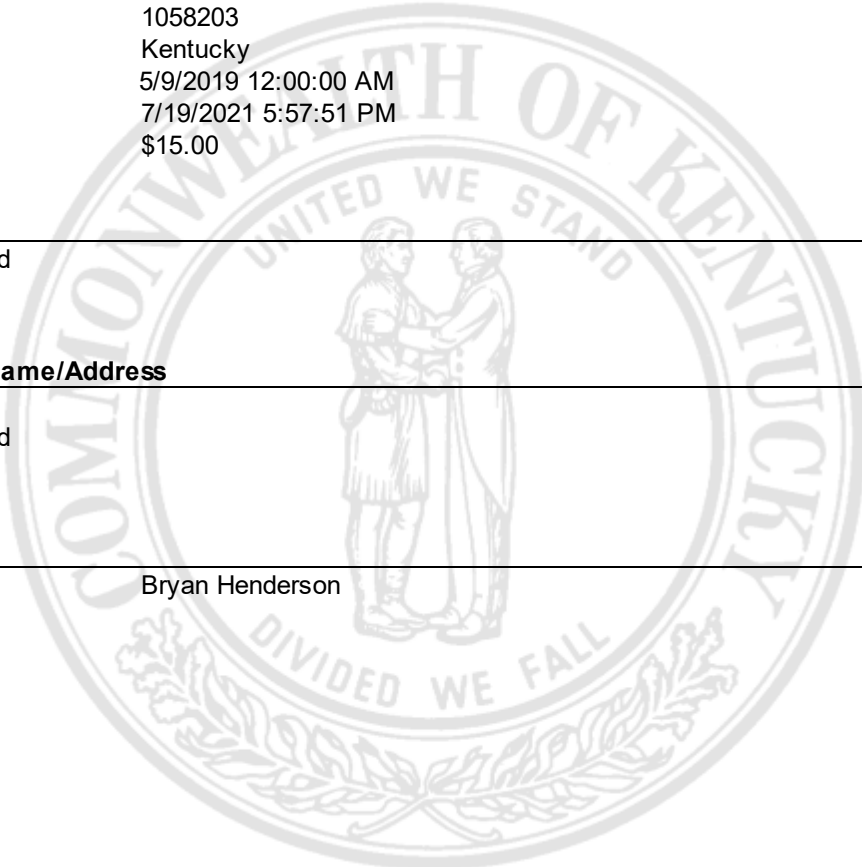 1058203
Kentucky
5/9/2019 12:00:00 AM
7/19/2021 5:57:51 PM
$15.00
COMMONWEALTH OF KENTUCKY
UNITED WE STAND
d
ame/Address
d
Bryan Henderson
DIVIDED WE FALL